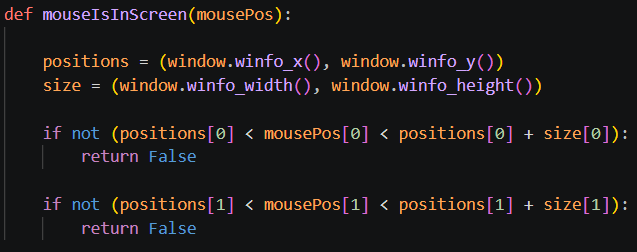 def mouseIsInScreen(mousePos):
    positions = (window.winfo_x(), window.winfo_y())
    size = (window.winfo_width(), window.winfo_height())
    if not (positions[0] < mousePos[0] < positions[0] + size[0]):
        return False
    if not (positions[1] < mousePos[1] < positions[1] + size[1]):
        return False